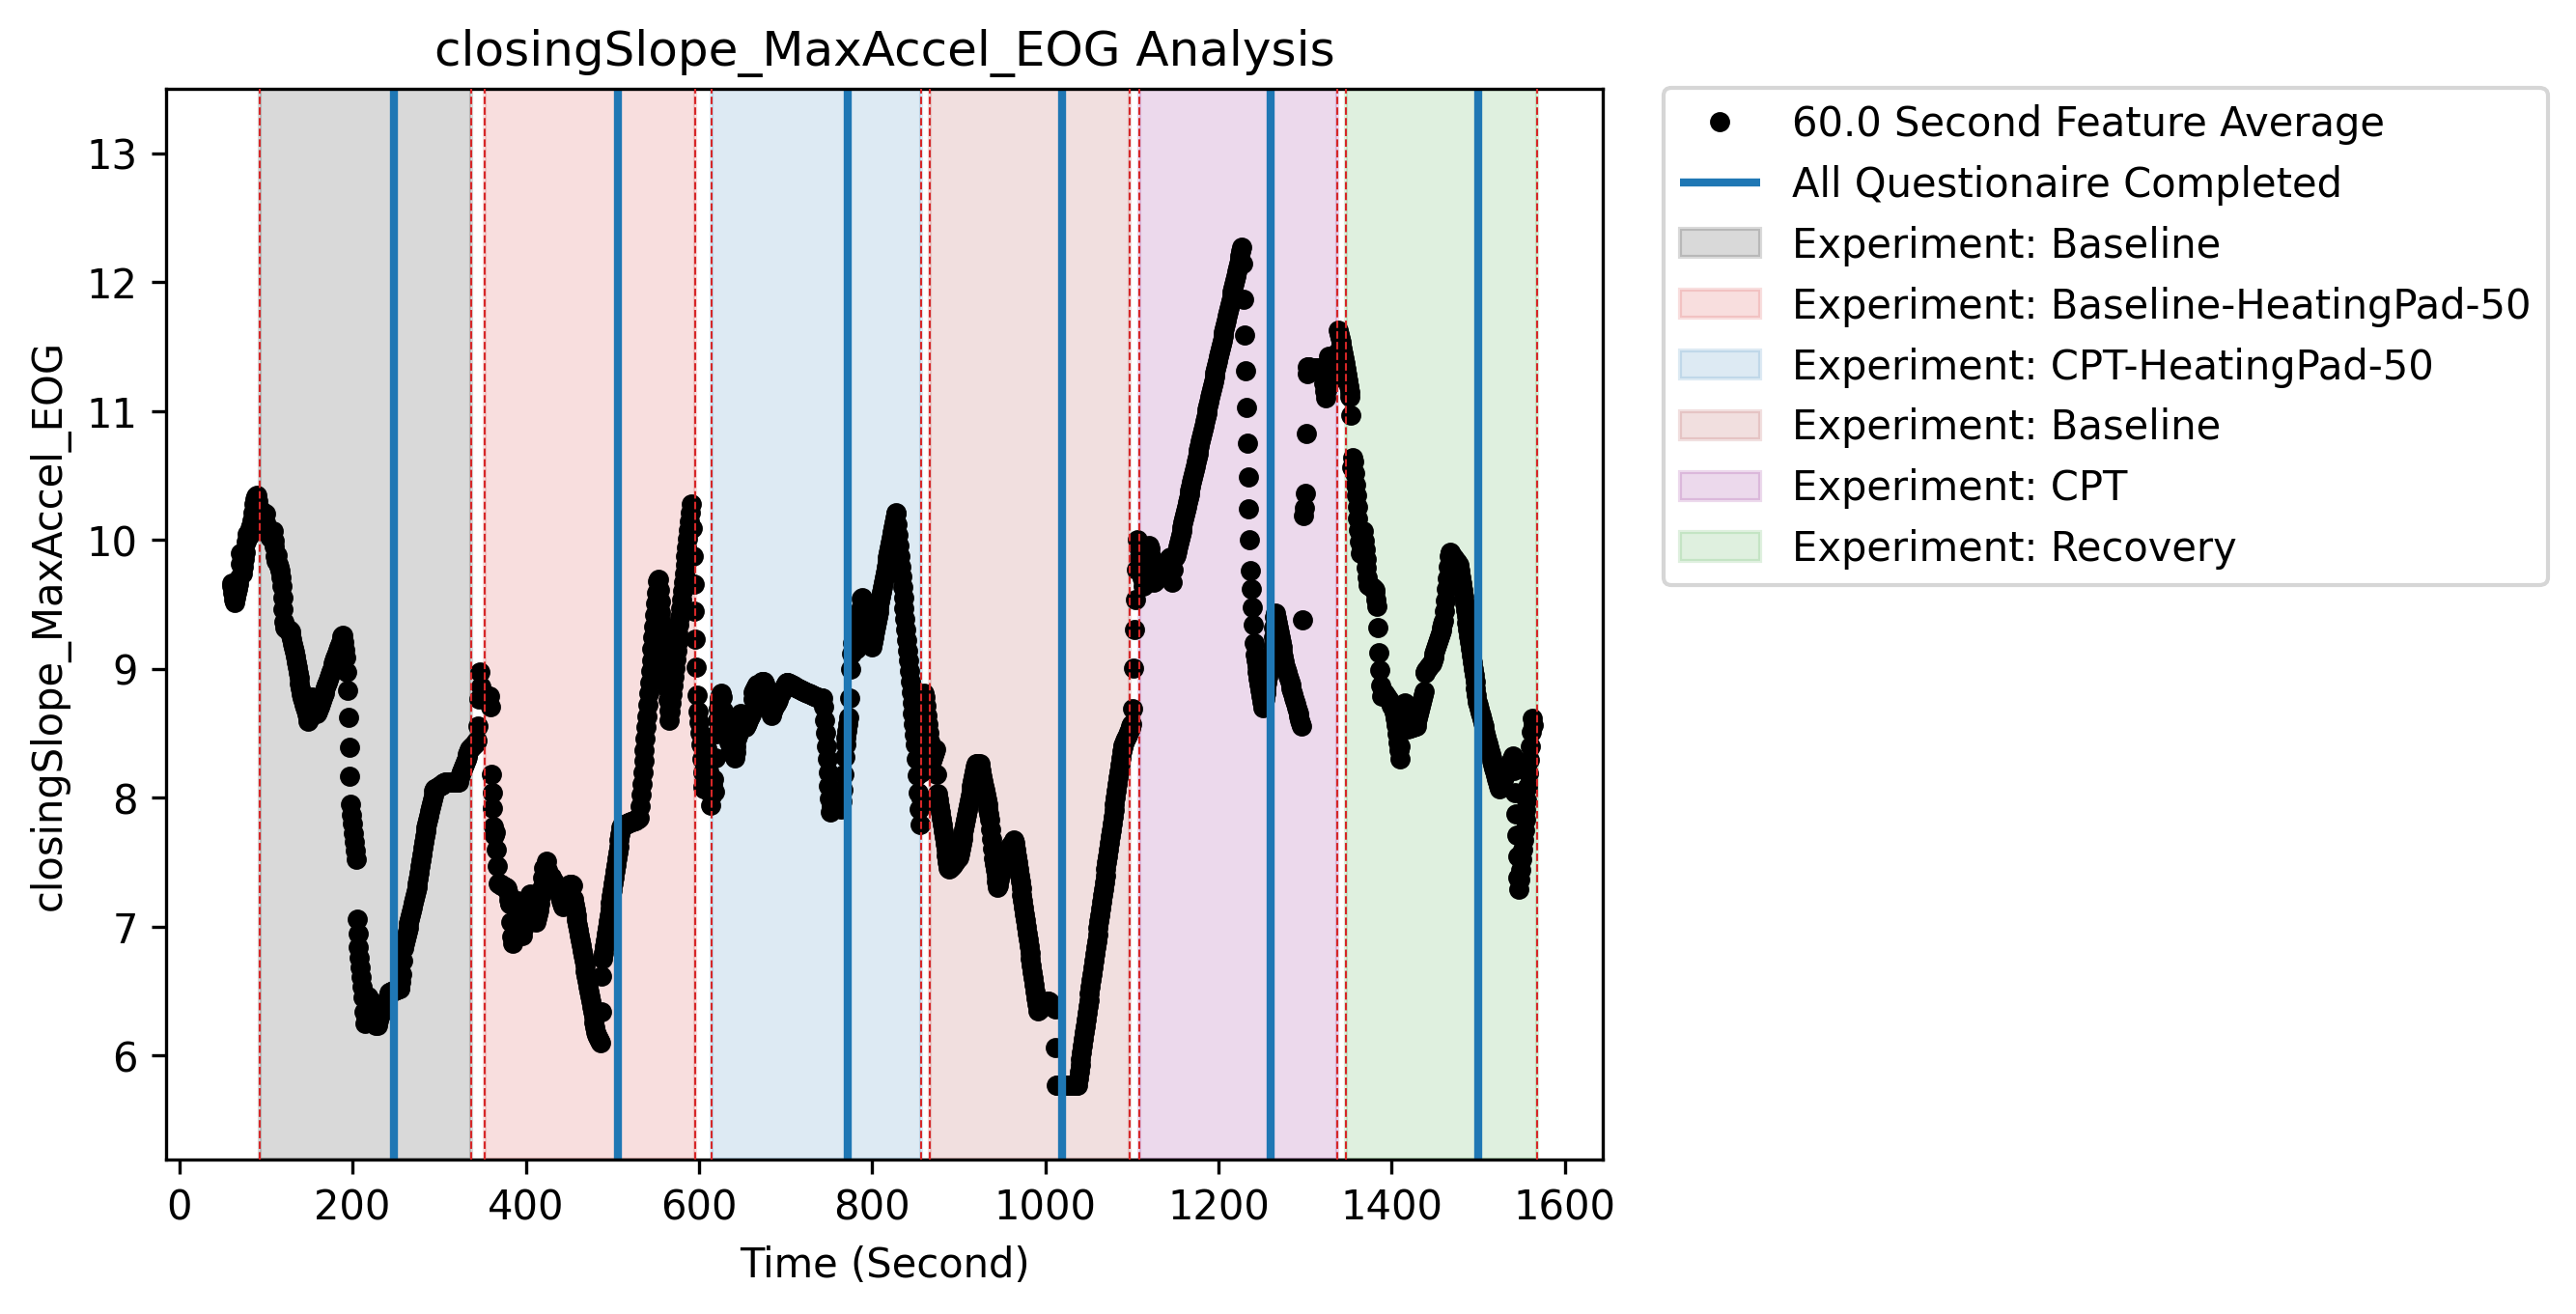 closingSlope_MaxAccel_EOG Analysis
closingSlope_MaxAccel_EOG
13
12
11
10
9
8
7
6
0 200 400 600 800 1000 1200 1400 1600
Time (Second)
60.0 Second Feature Average
All Questionaire Completed
Experiment: Baseline
Experiment: Baseline-HeatingPad-50
Experiment: CPT-HeatingPad-50
Experiment: Baseline
Experiment: CPT
Experiment: Recovery